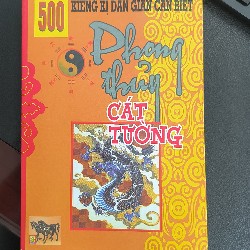 500 KIÊNG KỊ DÂN GIAN CẦN BIẾT
Phong
thủy
CÁT
TƯỜNG